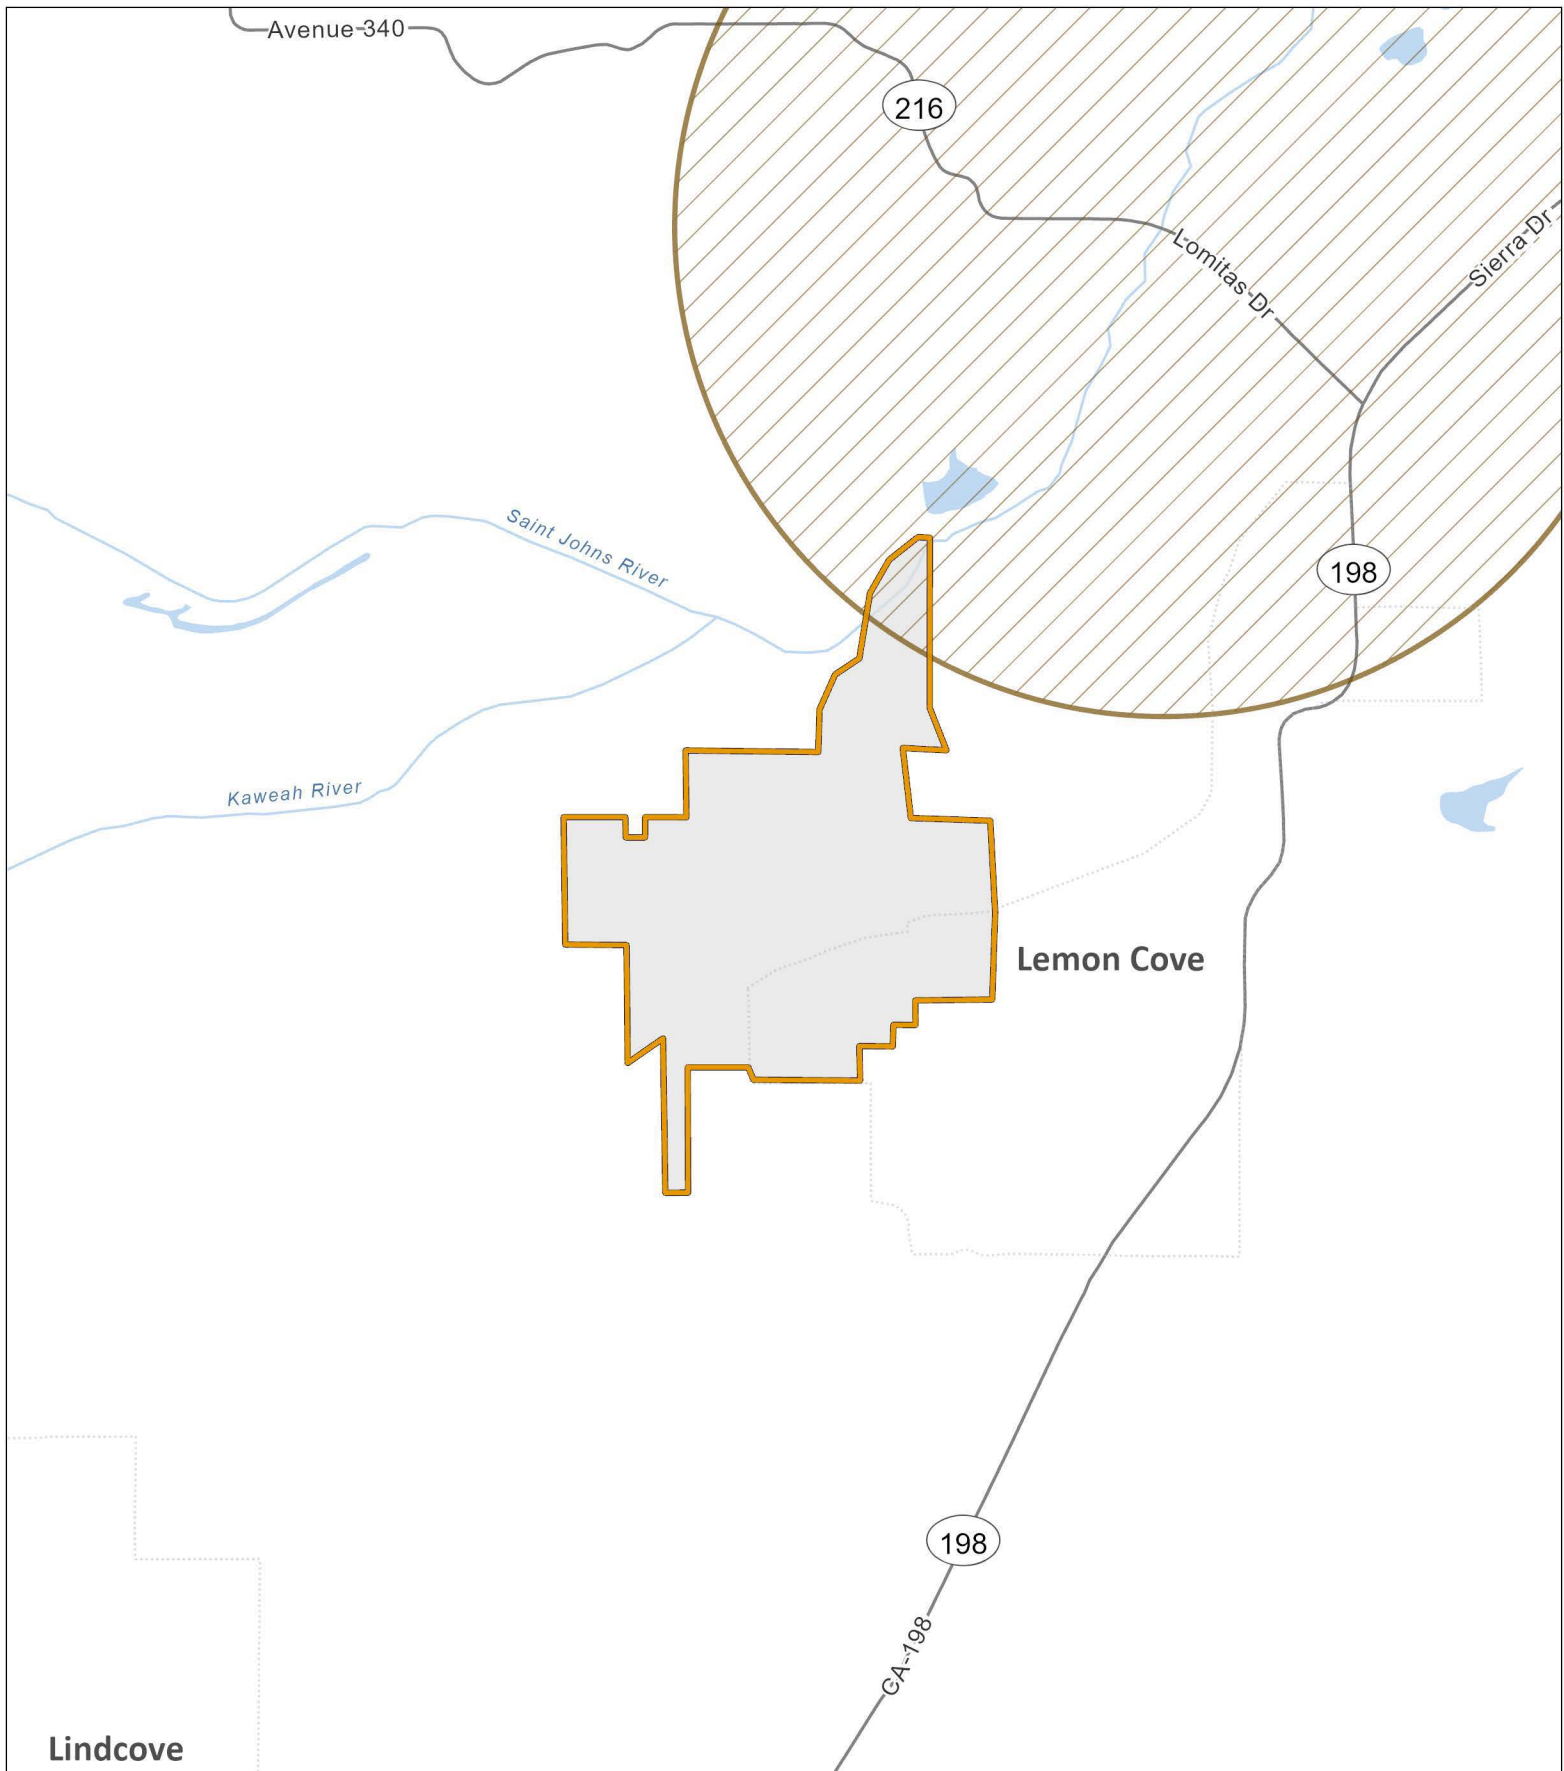 Avenue 340
216
Lomitas Dr
Sierra Dr
Saint Johns River
198
Kaweah River
Lemon Cove
198
CA-198
Lindcove